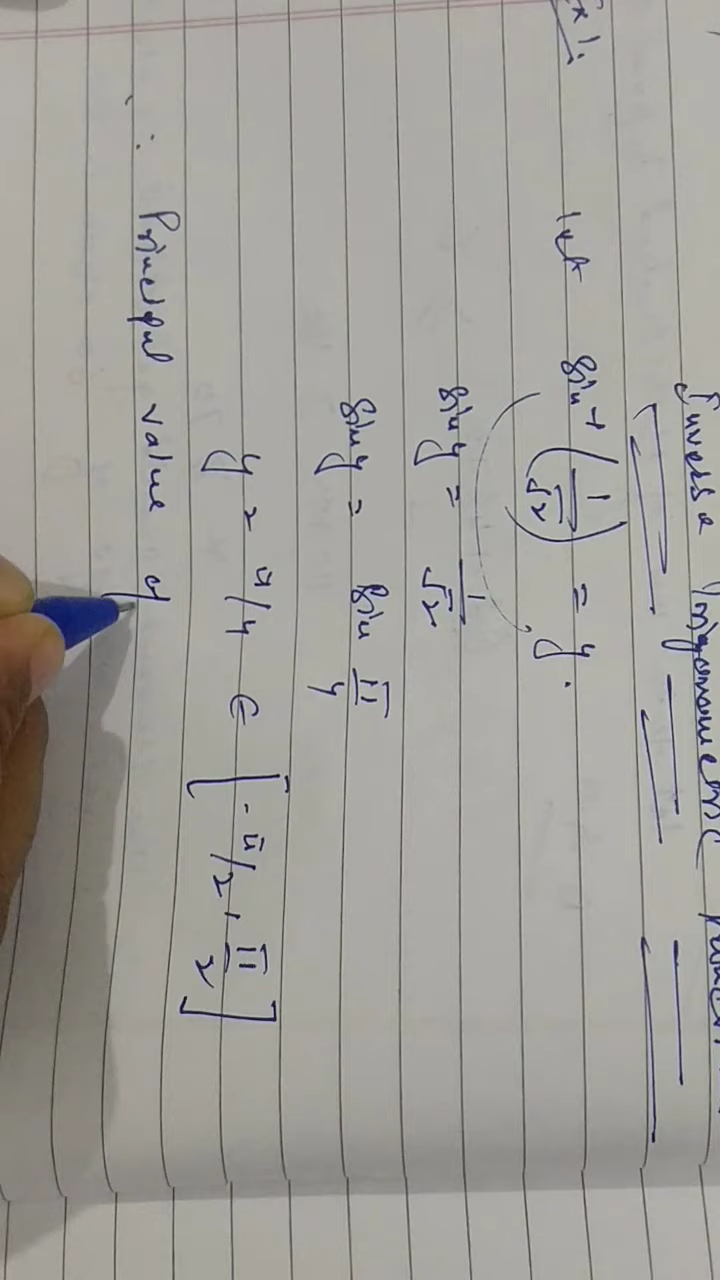 Inverse Trigonometric Functi
Ex 1:
let sin⁻¹(1/√2) = y.
sin y = 1/√2
sin y = sin π/4
y = π/4 ∈ [-π/2, π/2]
∴ Principal value of